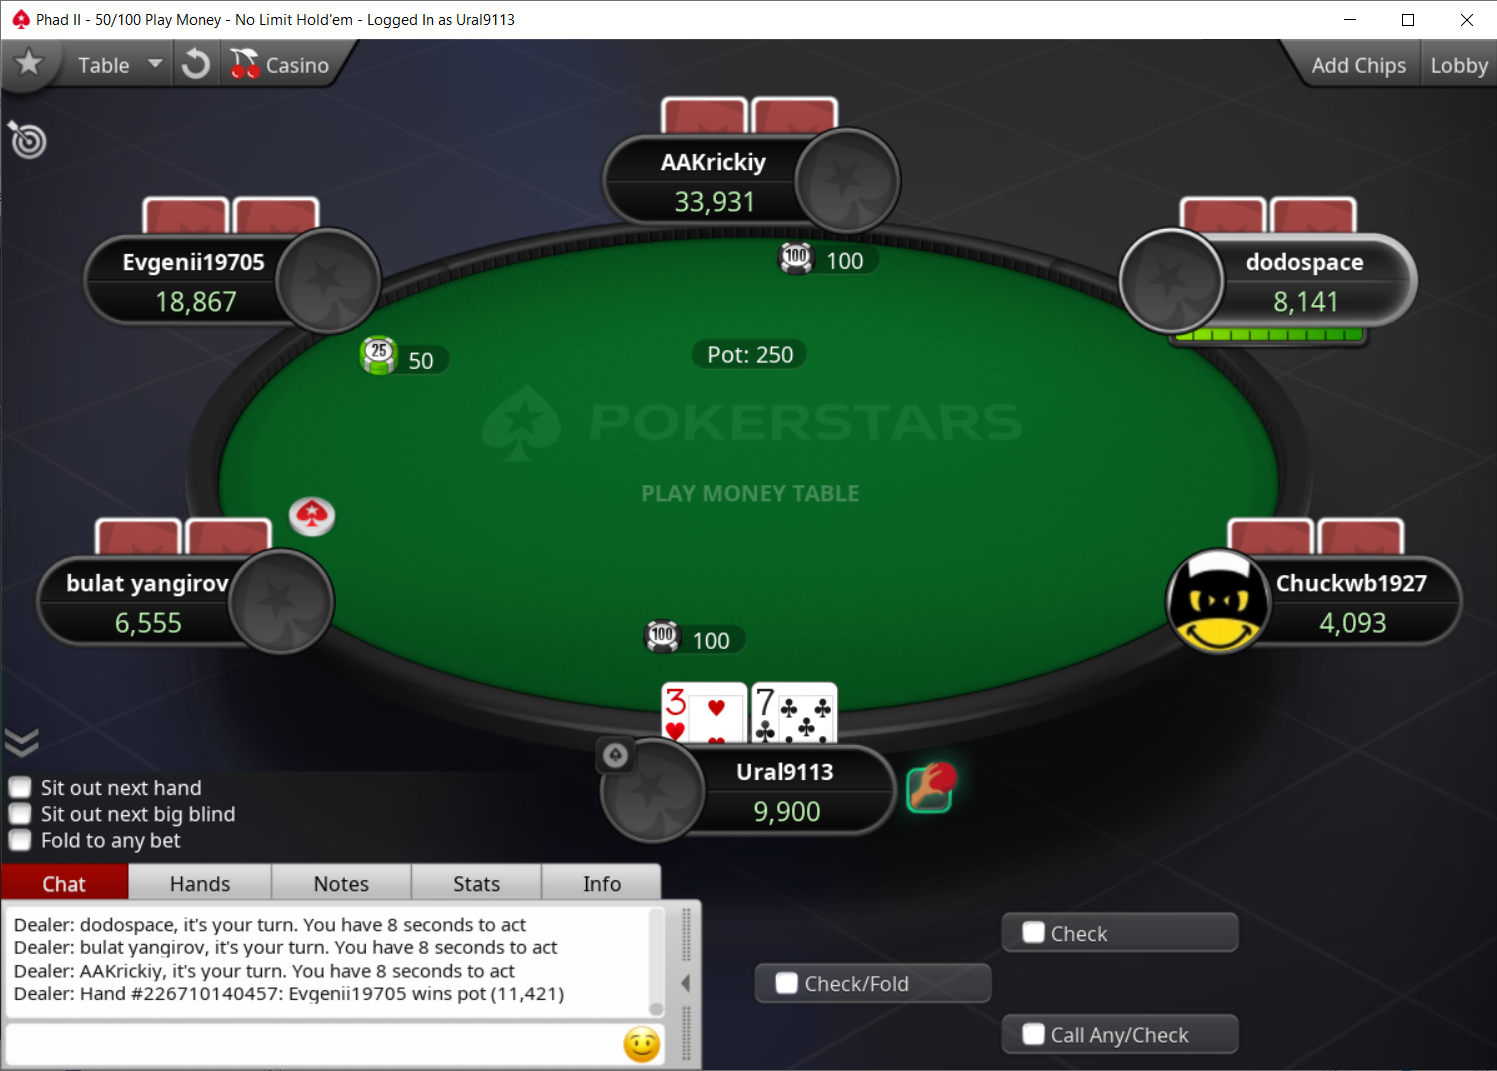 Phad II - 50/100 Play Money - No Limit Hold'em - Logged In as Ural9113
Table
Casino
Add Chips
Lobby
AAKrickiy
33,931
Evgenii19705
18,867
dodospace
8,141
100
100
25
50
Pot: 250
POKERSTARS
PLAY MONEY TABLE
bulat yangirov
6,555
Chuckwb1927
4,093
100
100
3
7
Ural9113
9,900
Sit out next hand
Sit out next big blind
Fold to any bet
Chat
Hands
Notes
Stats
Info
Dealer: dodospace, it's your turn. You have 8 seconds to act
Dealer: bulat yangirov, it's your turn. You have 8 seconds to act
Dealer: AAKrickiy, it's your turn. You have 8 seconds to act
Dealer: Hand #226710140457: Evgenii19705 wins pot (11,421)
Check
Check/Fold
Call Any/Check